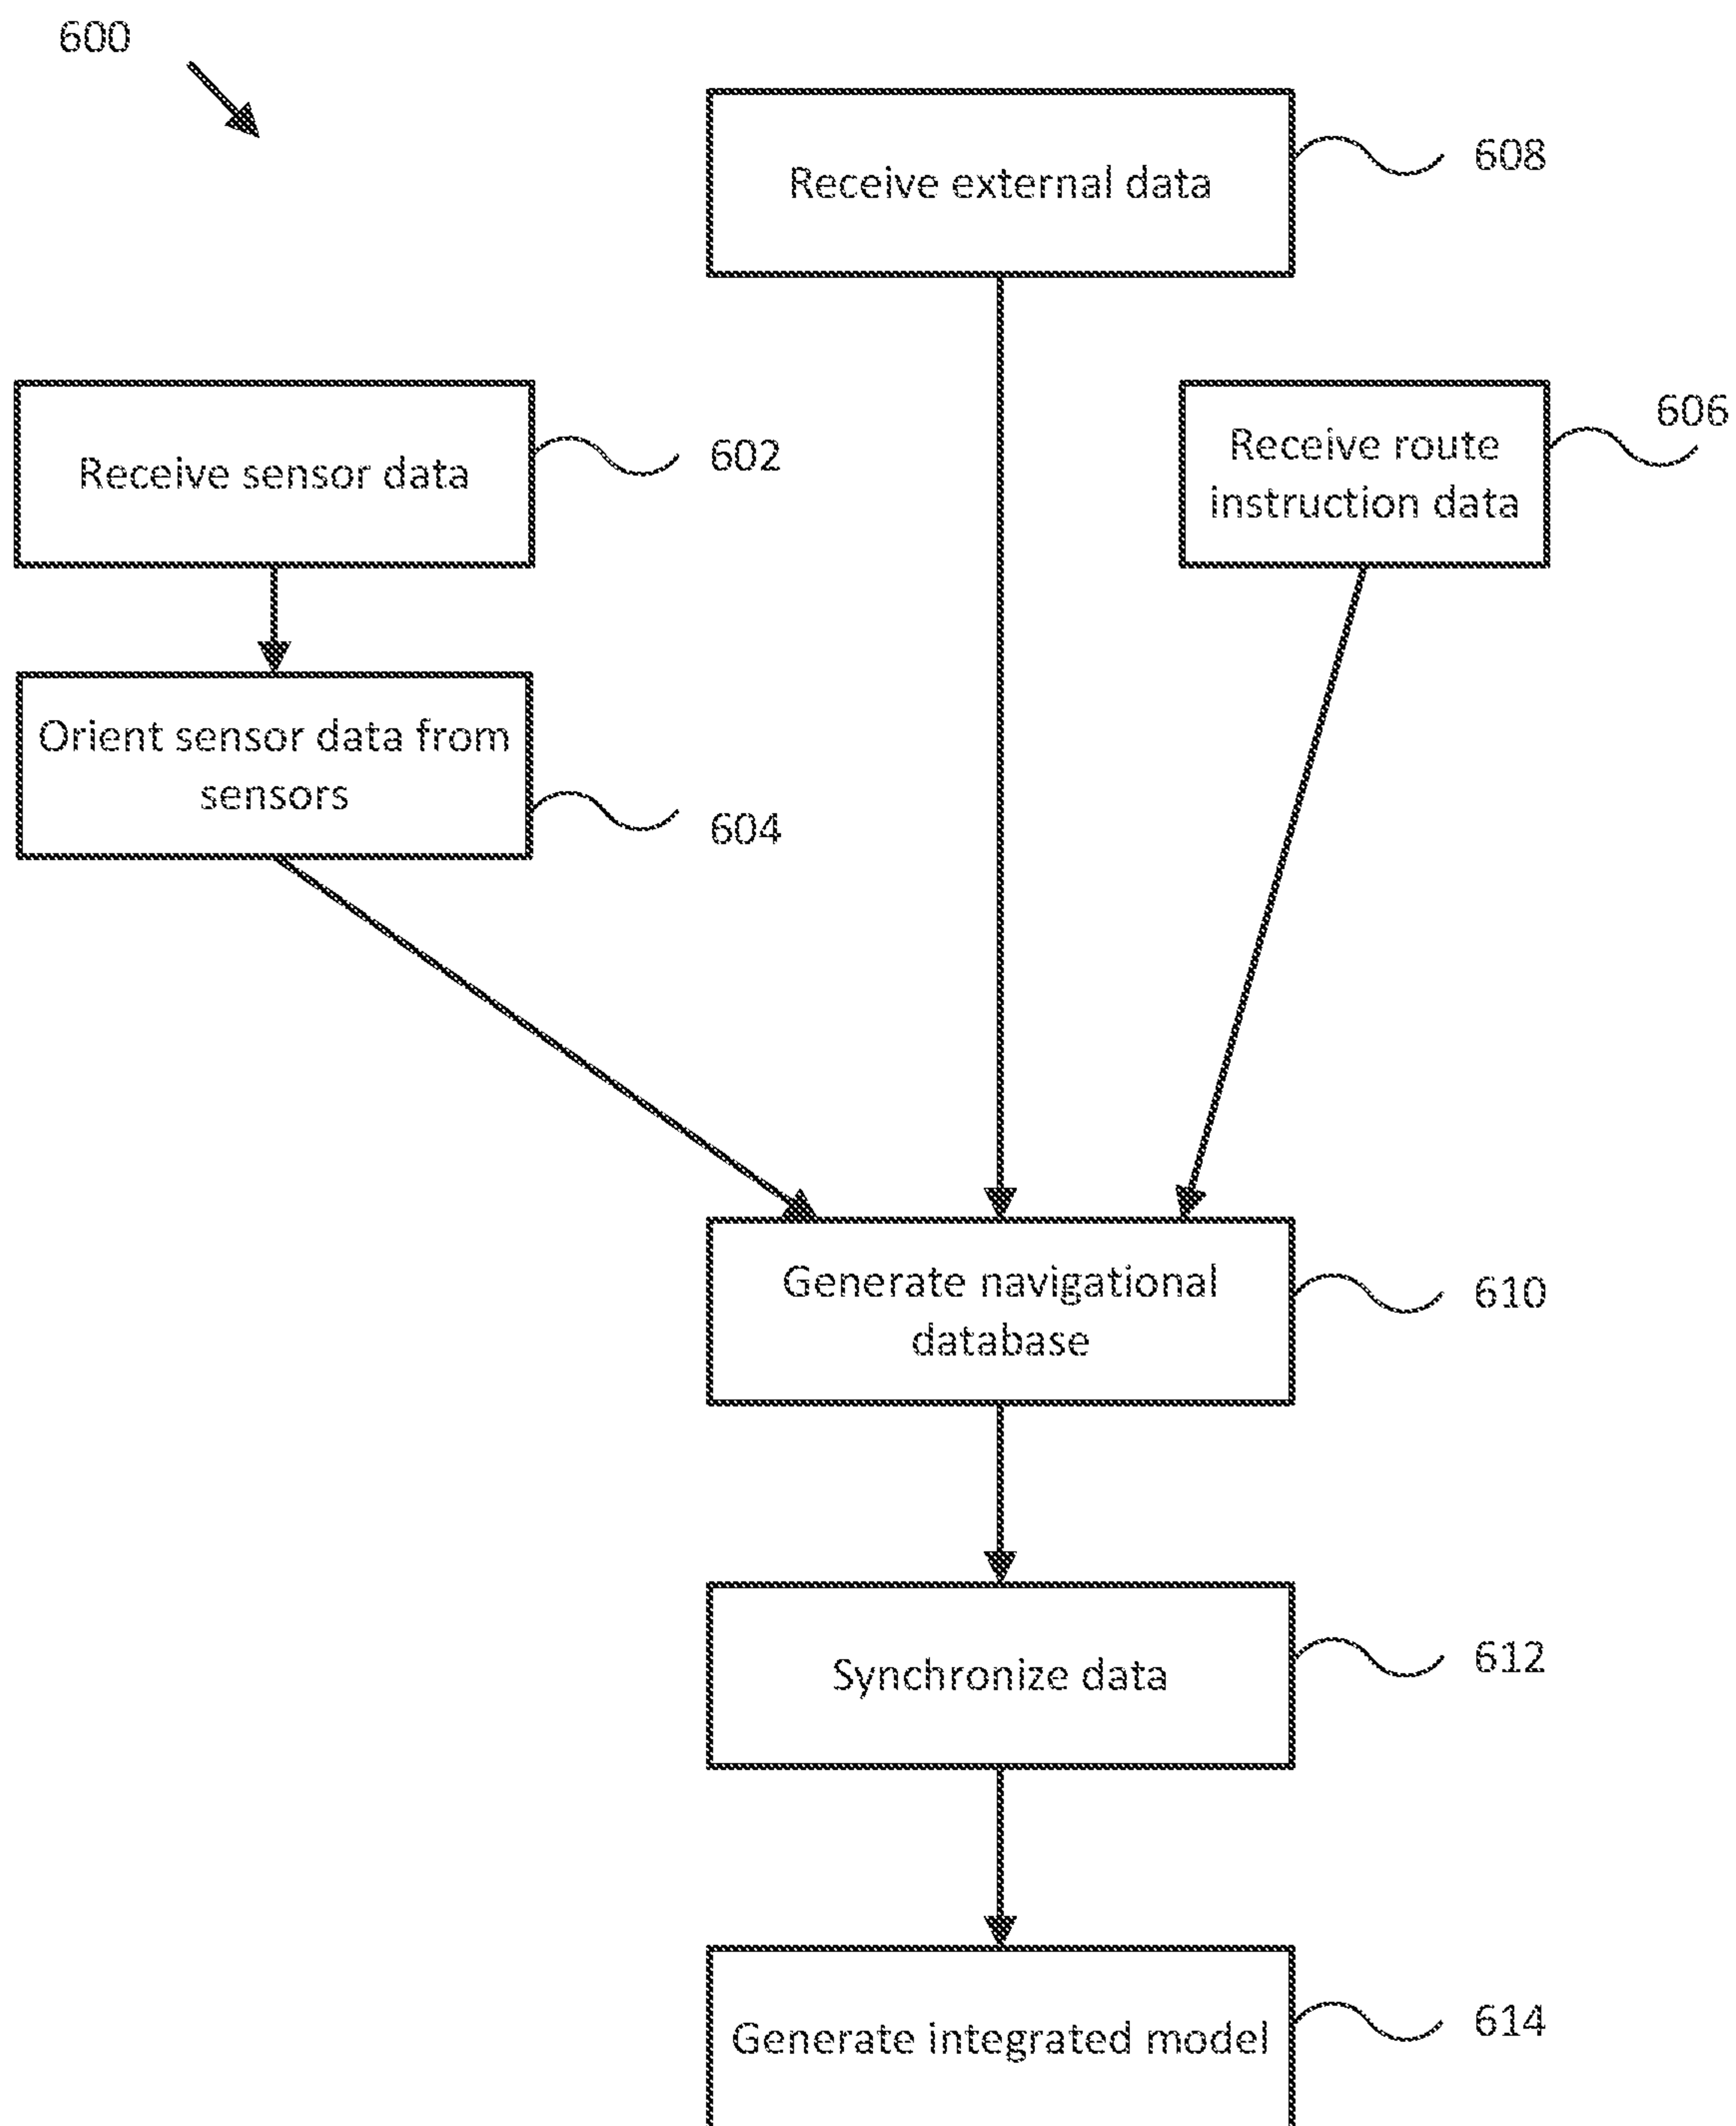 600
Receive external data
608
Receive sensor data
602
Receive route
instruction data
606
Orient sensor data from
sensors
604
Generate navigational
database
610
Synchronize data
612
Generate integrated model
614